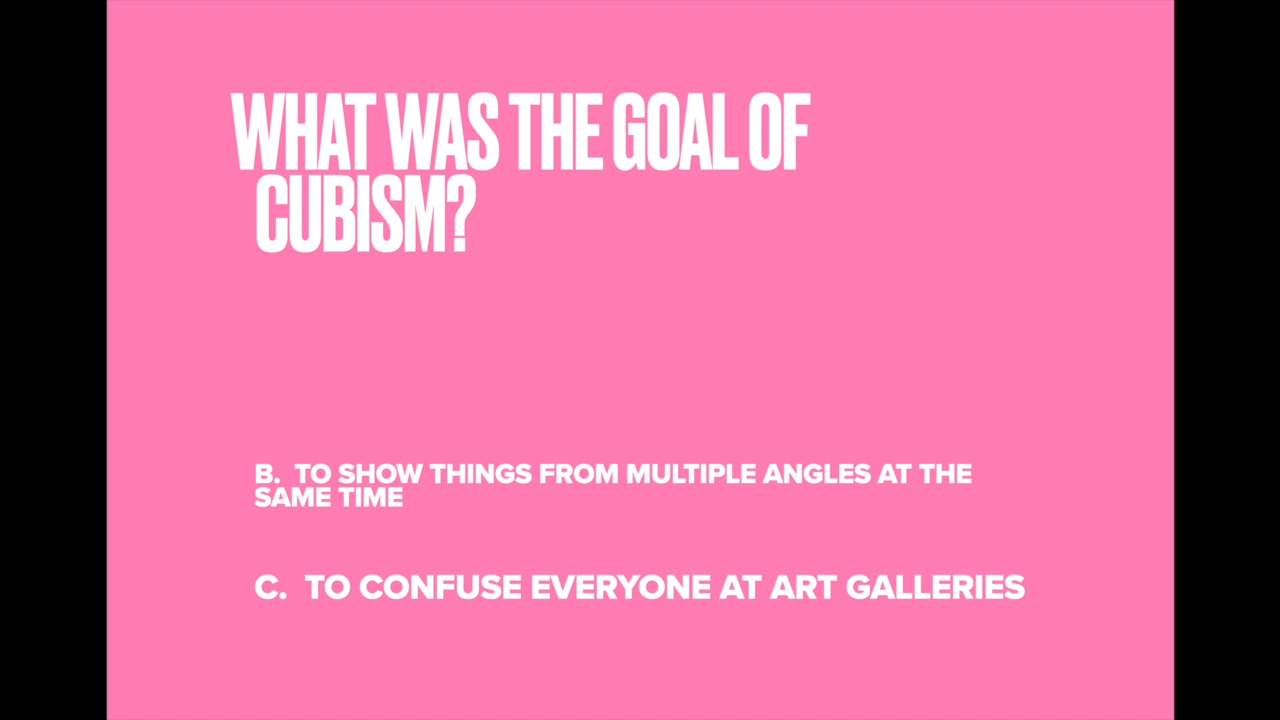 WHAT WAS THE GOAL OF
CUBISM?
B. TO SHOW THINGS FROM MULTIPLE ANGLES AT THE
SAME TIME
C. TO CONFUSE EVERYONE AT ART GALLERIES